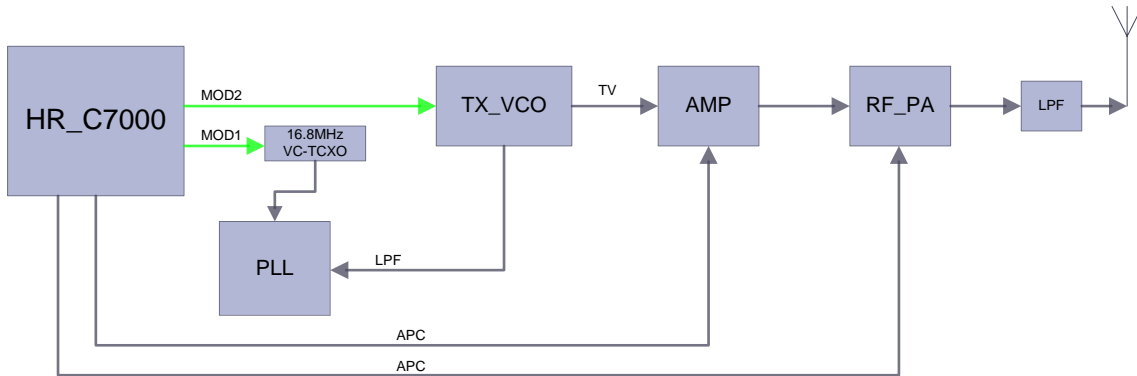 HR_C7000
MOD2
MOD1
16.8MHz
VC-TCXO
TX_VCO
TV
AMP
RF_PA
LPF
PLL
LPF
APC
APC